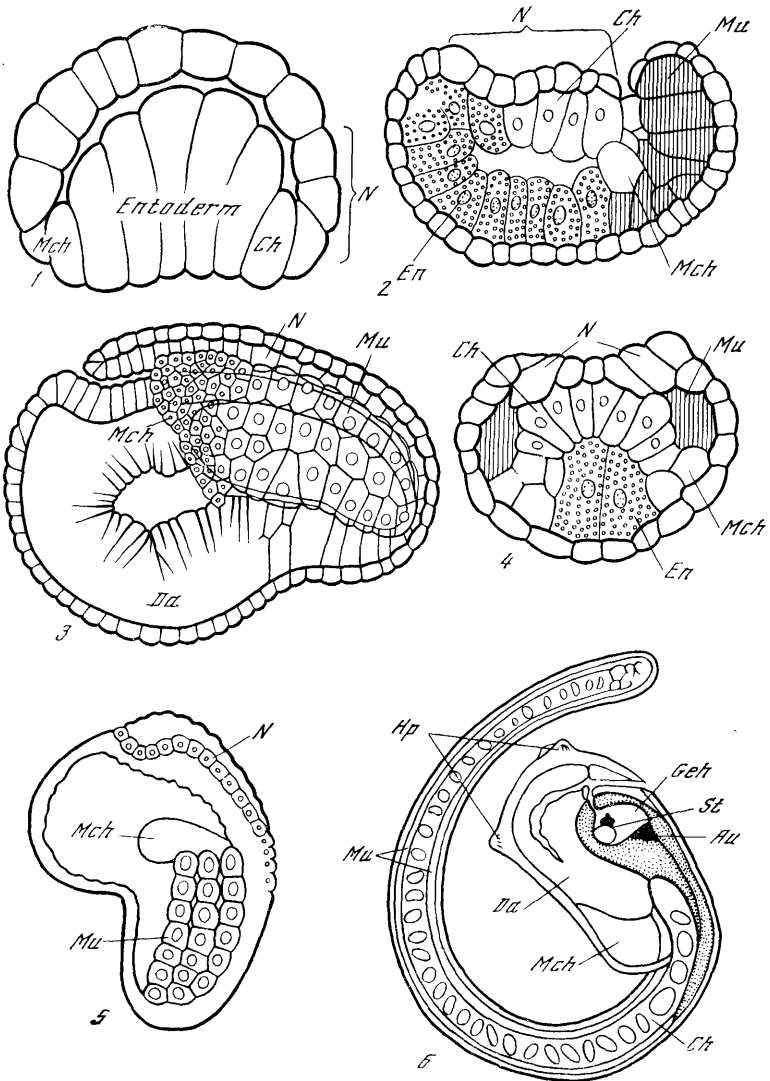 N
Mch
Entoderm
Ch
1
N
Ch
Mu
En
Mch
2
N
Mu
Mch
Da
3
Ch
N
Mu
Mch
En
4
N
Mch
Mu
5
Hp
Geh
St
Au
Mu
Da
Mch
Ch
6